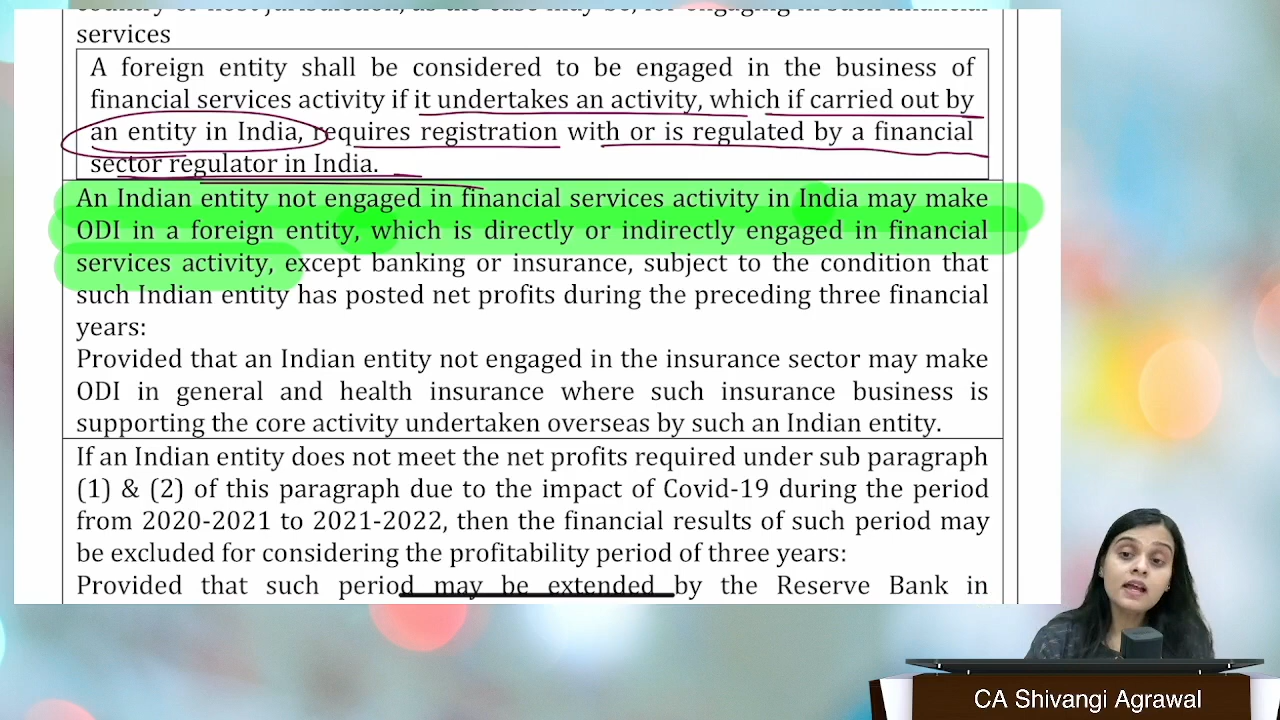 services
A foreign entity shall be considered to be engaged in the business of
financial services activity if it undertakes an activity, which if carried out by
an entity in India, requires registration with or is regulated by a financial
sector regulator in India.
An Indian entity not engaged in financial services activity in India may make
ODI in a foreign entity, which is directly or indirectly engaged in financial
services activity, except banking or insurance, subject to the condition that
such Indian entity has posted net profits during the preceding three financial
years:
Provided that an Indian entity not engaged in the insurance sector may make
ODI in general and health insurance where such insurance business is
supporting the core activity undertaken overseas by such an Indian entity.
If an Indian entity does not meet the net profits required under sub paragraph
(1) & (2) of this paragraph due to the impact of Covid-19 during the period
from 2020-2021 to 2021-2022, then the financial results of such period may
be excluded for considering the profitability period of three years:
Provided that such period may be extended by the Reserve Bank in
CA Shivangi Agrawal